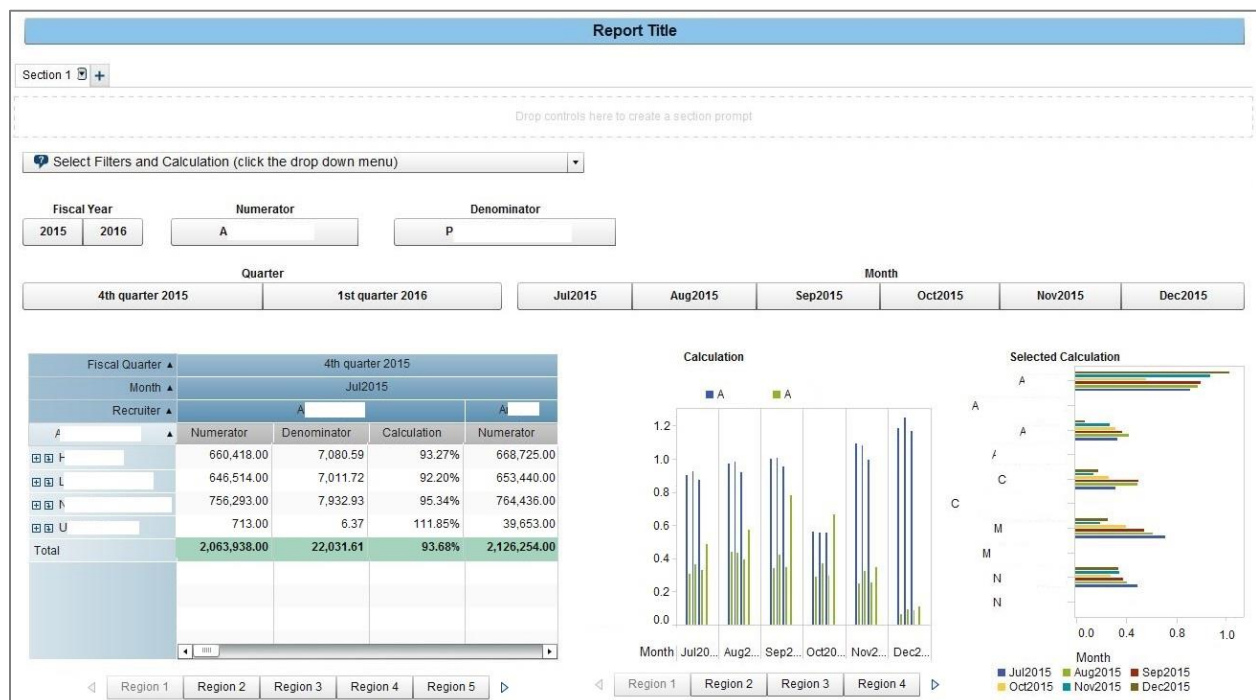 Report Title
Section 1 +
Drop controls here to create a section prompt
? Select Filters and Calculation (click the drop down menu)
Fiscal Year Numerator Denominator
2015 2016 A P
Quarter Month
4th quarter 2015 1st quarter 2016 Jul2015 Aug2015 Sep2015 Oct2015 Nov2015 Dec2015
Fiscal Quarter 4th quarter 2015
Month Jul2015
Recruiter A
Numerator Denominator Calculation Numerator
H 660,418.00 7,080.59 93.27% 668,725.00
L 646,514.00 7,011.72 92.20% 653,440.00
N 756,293.00 7,932.93 95.34% 764,436.00
U 713.00 6.37 111.85% 39,653.00
Total 2,063,938.00 22,031.61 93.68% 2,126,254.00
Region 1 Region 2 Region 3 Region 4 Region 5
Calculation
A A
1.2
1.0
0.8
0.6
0.4
0.2
0.0
Month Jul20... Aug2... Sep2... Oct20... Nov2... Dec2...
Region 1 Region 2 Region 3 Region 4
Selected Calculation
A
A
A
A
C
C
M
M
N
N
0.0 0.4 0.8 1.0
Month
Jul2015 Aug2015 Sep2015
Oct2015 Nov2015 Dec2015